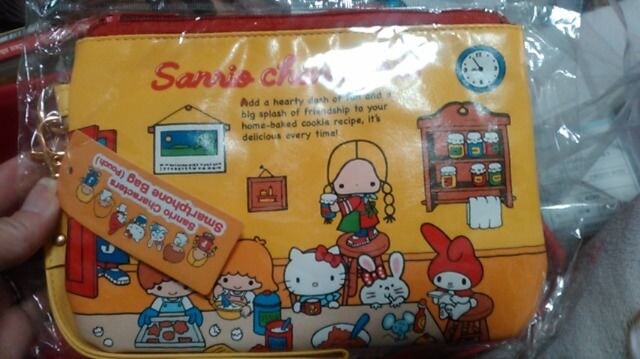 Sanrio
Add a hearty dash of fun and a
big splash of friendship to your
home-baked cookie recipe, it's
delicious every time!
Sanrio Characters
Smartphone Bag (Pouch)